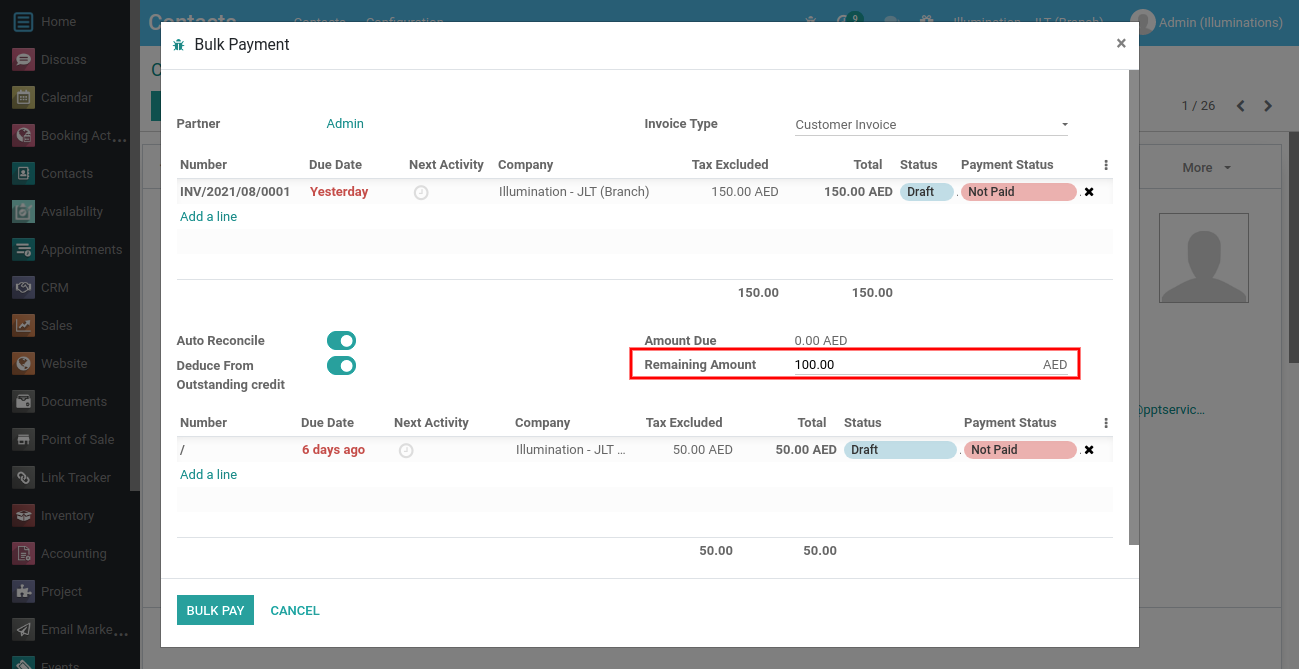 Home
Contacts
Contacts Configuration
9
Illumination - JLT (Branch)
Admin (Illuminations)
Discuss
Calendar
Booking Act...
Contacts
Availability
Appointments
CRM
Sales
Website
Documents
Point of Sale
Link Tracker
Inventory
Accounting
Project
Email Marke...
Events
C
1 / 26
More
@pptservic...
Bulk Payment
×
Partner Admin Invoice Type Customer Invoice
Number Due Date Next Activity Company Tax Excluded Total Status Payment Status
INV/2021/08/0001 Yesterday Illumination - JLT (Branch) 150.00 AED 150.00 AED Draft . Not Paid .
Add a line
150.00 150.00
Auto Reconcile Amount Due 0.00 AED
Deduce From Remaining Amount 100.00 AED
Outstanding credit
Number Due Date Next Activity Company Tax Excluded Total Status Payment Status
/ 6 days ago Illumination - JLT ... 50.00 AED 50.00 AED Draft . Not Paid .
Add a line
50.00 50.00
BULK PAY CANCEL